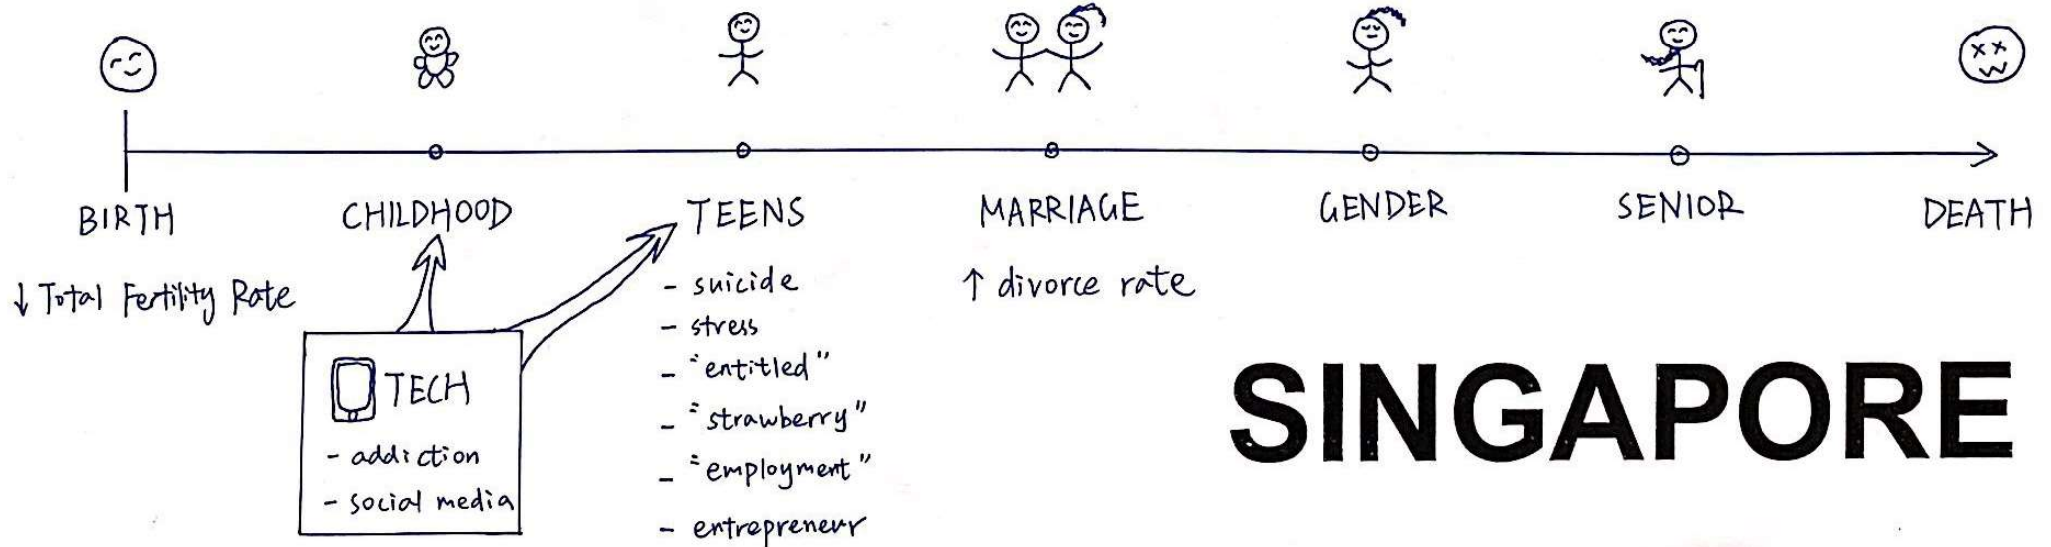 BIRTH
CHILDHOOD
TEENS
MARRIAGE
GENDER
SENIOR
DEATH
↓ Total Fertility Rate
TECH
- addiction
- social media
- suicide
- stress
- "entitled"
- "strawberry"
- "employment"
- entrepreneur
↑ divorce rate
SINGAPORE